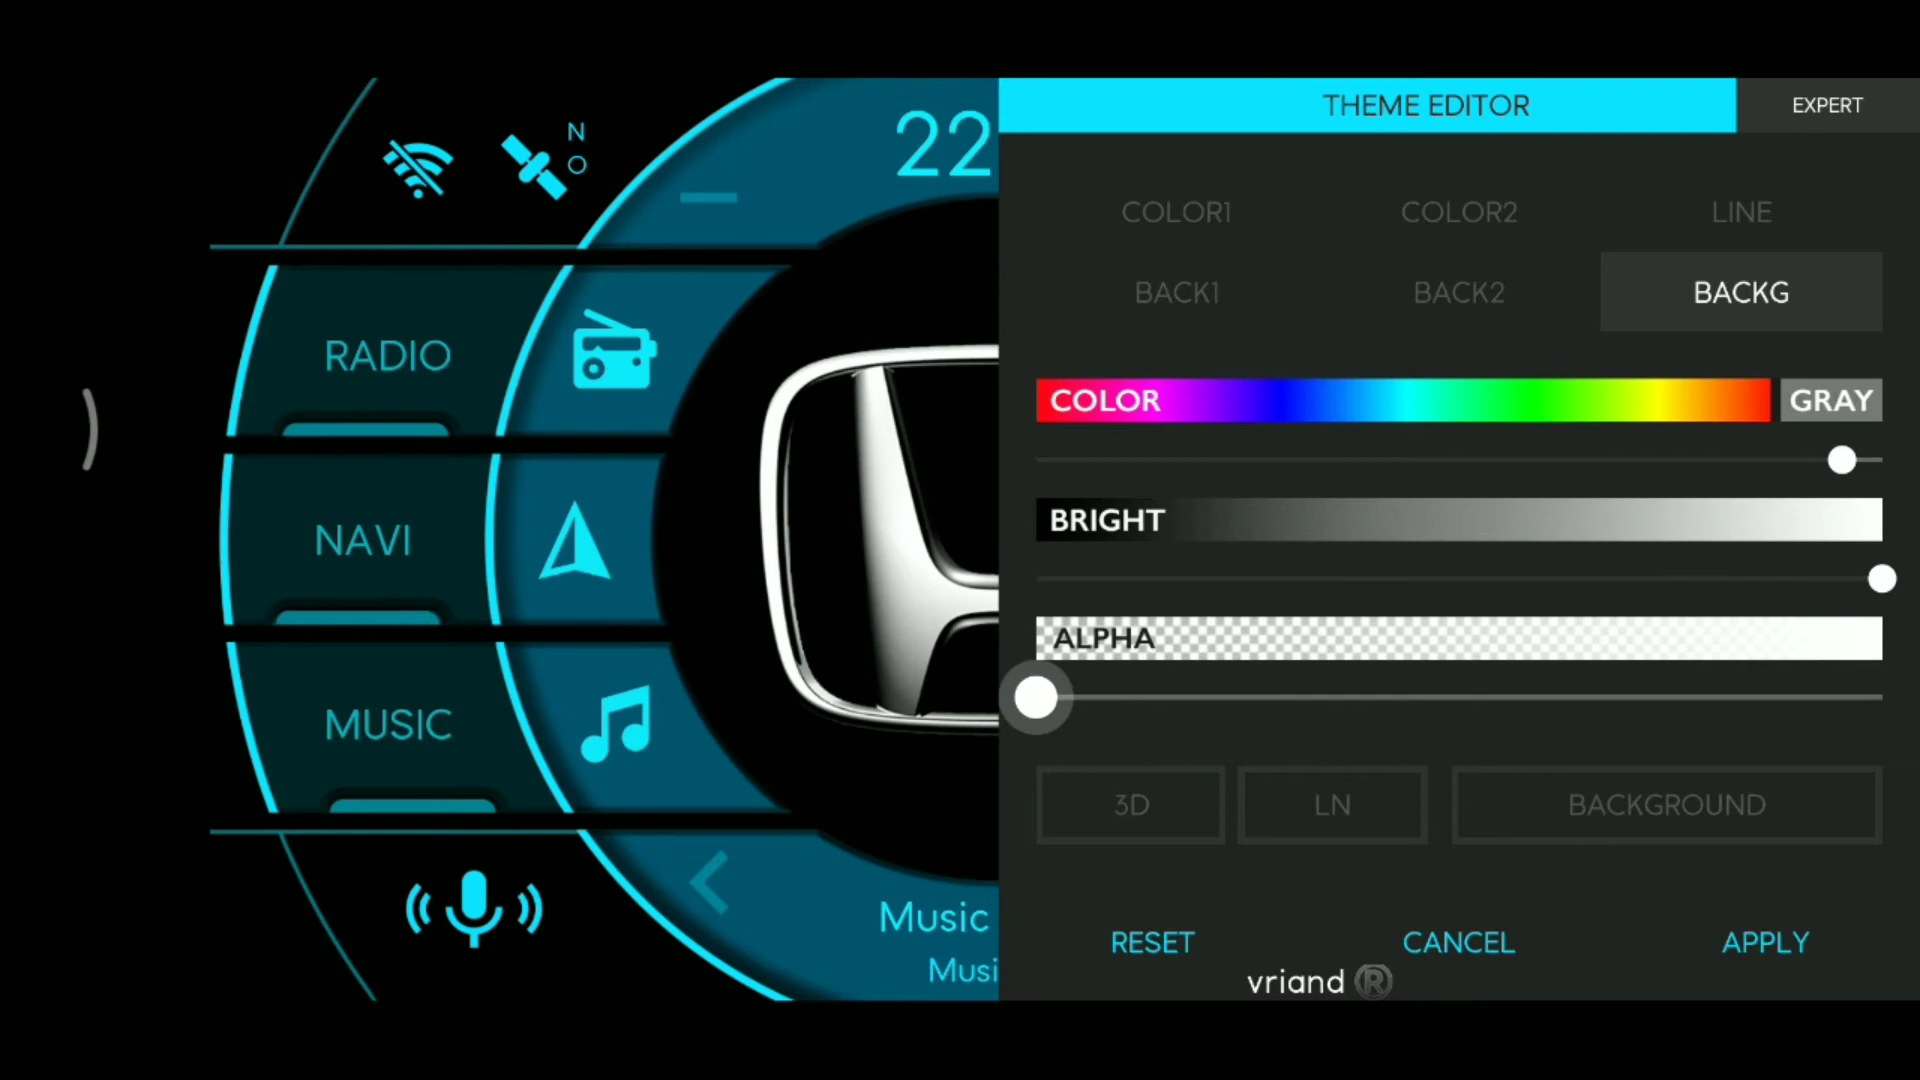 N
O
22
RADIO
NAVI
MUSIC
Music
Musi
THEME EDITOR
EXPERT
COLOR1 COLOR2 LINE
BACK1 BACK2 BACKG
COLOR GRAY
BRIGHT
ALPHA
3D LN BACKGROUND
RESET CANCEL APPLY
vriand ®